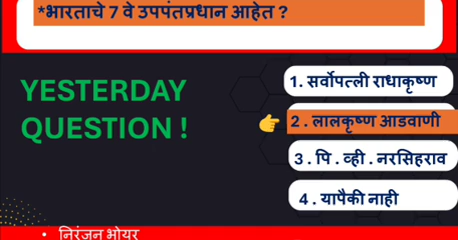 *भारताचे 7 वे उपपंतप्रधान आहेत ?
YESTERDAY
QUESTION !
1. सर्वोपल्ली राधाकृष्ण
2 . लालकृष्ण आडवाणी
3 . पि . व्ही . नरसिहराव
4 . यापैकी नाही
• निरंजन भोयर